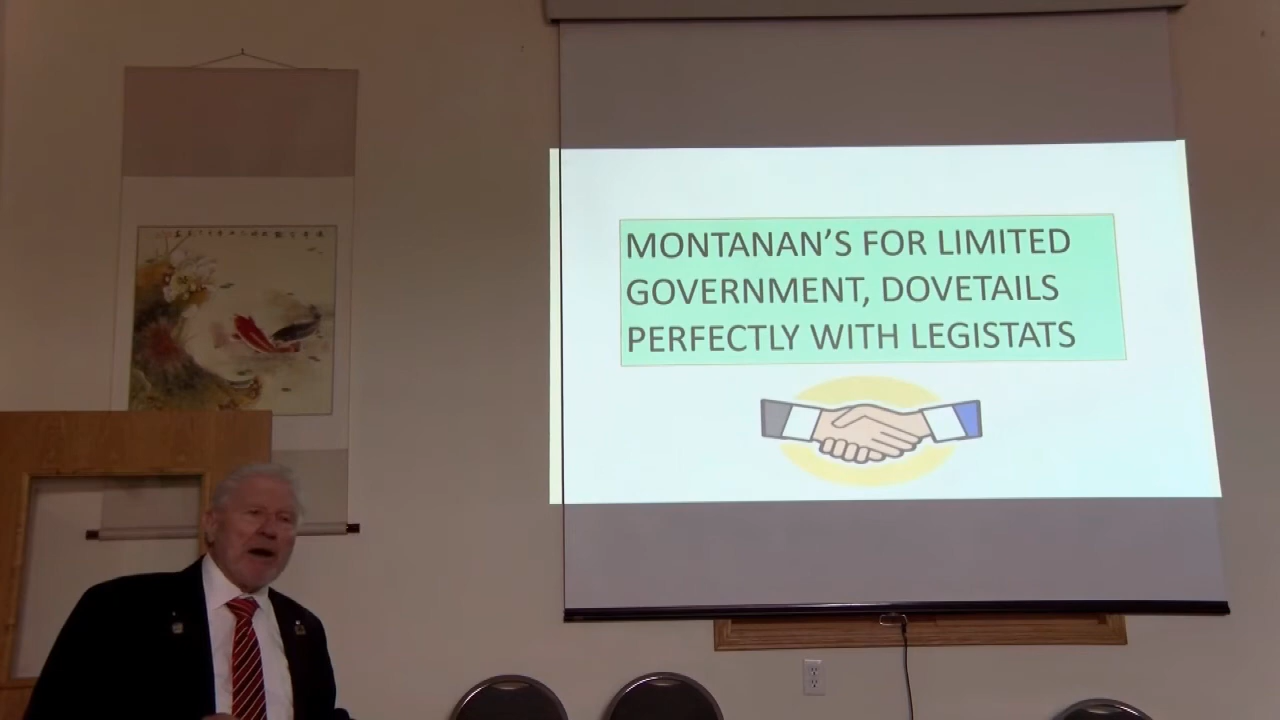 MONTANAN'S FOR LIMITED
GOVERNMENT, DOVETAILS
PERFECTLY WITH LEGISTATS